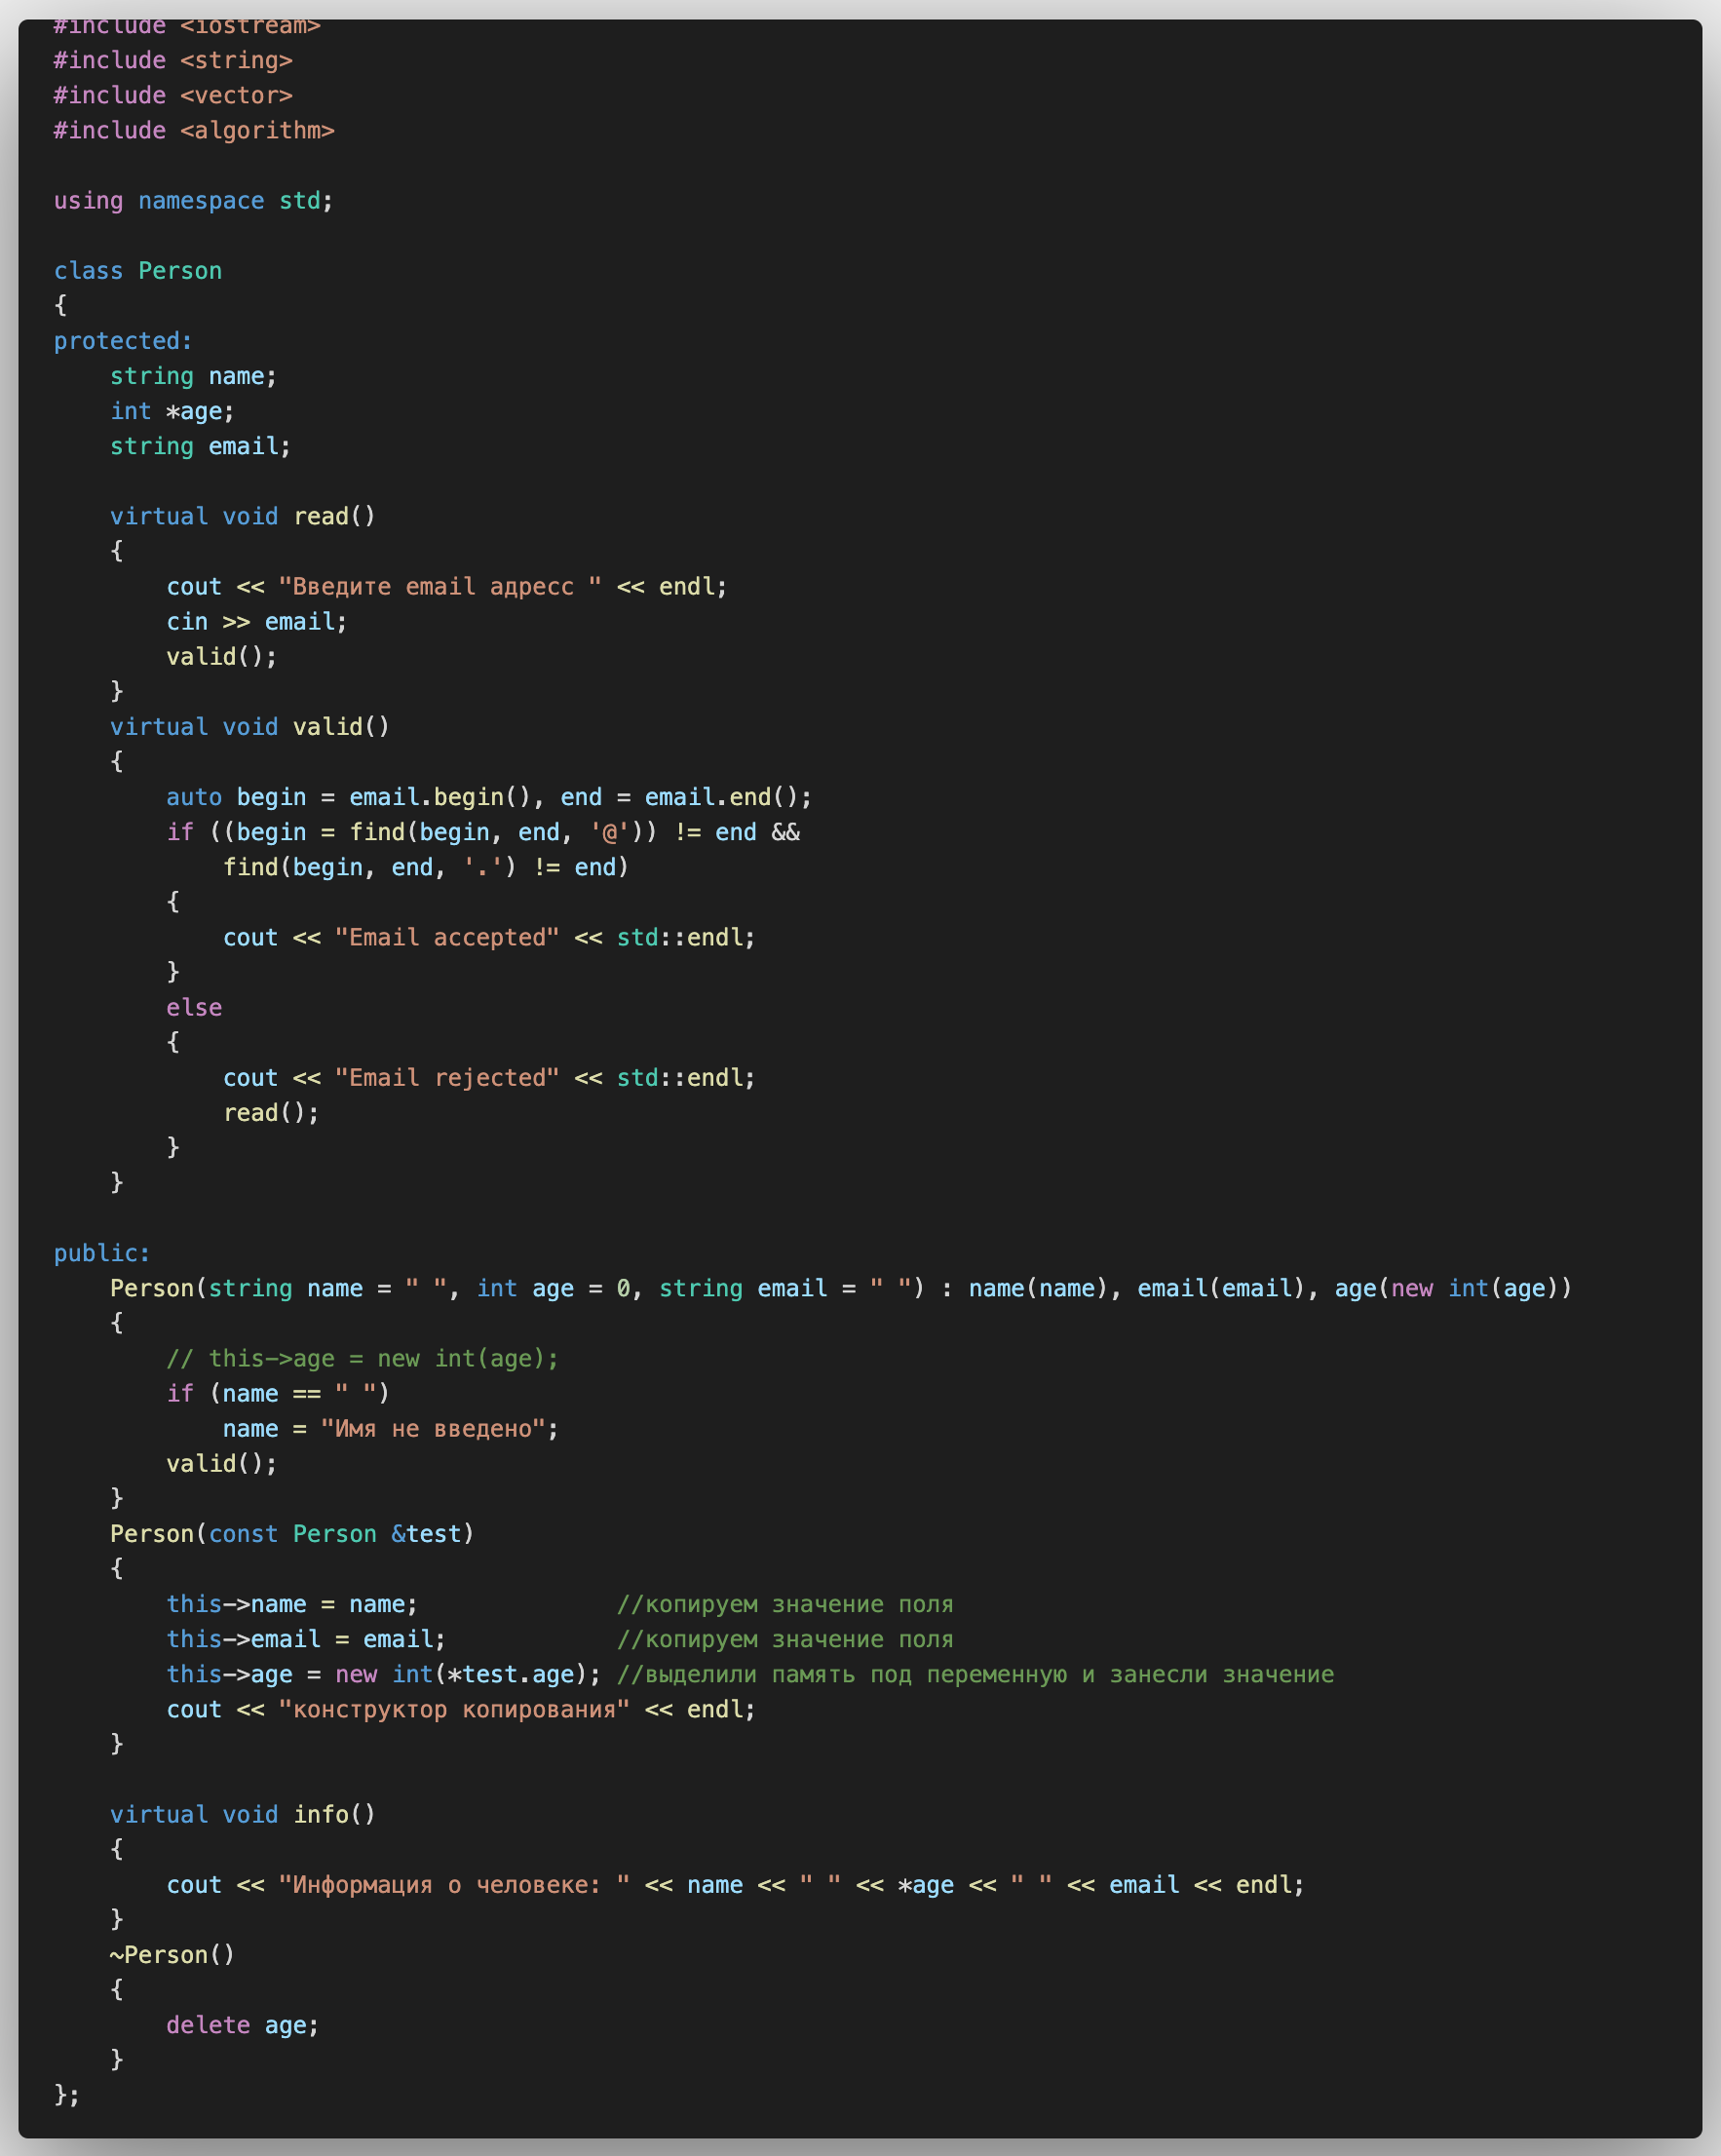 #include <iostream>
#include <string>
#include <vector>
#include <algorithm>

using namespace std;

class Person
{
protected:
    string name;
    int *age;
    string email;

    virtual void read()
    {
        cout << "Введите email адресс " << endl;
        cin >> email;
        valid();
    }
    virtual void valid()
    {
        auto begin = email.begin(), end = email.end();
        if ((begin = find(begin, end, '@')) != end &&
            find(begin, end, '.') != end)
        {
            cout << "Email accepted" << std::endl;
        }
        else
        {
            cout << "Email rejected" << std::endl;
            read();
        }
    }

public:
    Person(string name = " ", int age = 0, string email = " ") : name(name), email(email), age(new int(age))
    {
        // this->age = new int(age);
        if (name == " ")
            name = "Имя не введено";
        valid();
    }
    Person(const Person &test)
    {
        this->name = name;              //копируем значение поля
        this->email = email;            //копируем значение поля
        this->age = new int(*test.age); //выделили память под переменную и занесли значение
        cout << "конструктор копирования" << endl;
    }

    virtual void info()
    {
        cout << "Информация о человеке: " << name << " " << *age << " " << email << endl;
    }
    ~Person()
    {
        delete age;
    }
};